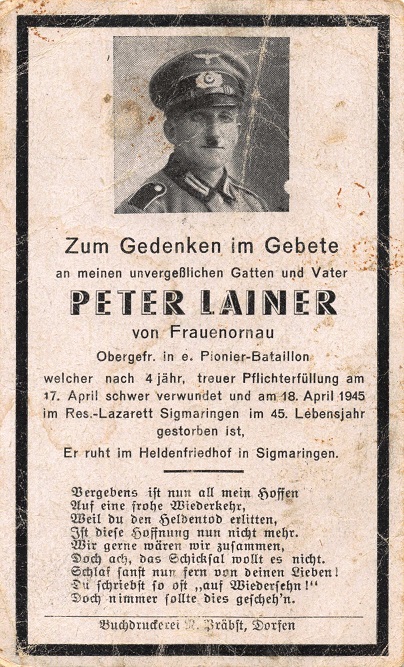 Zum Gedenken im Gebete
an meinen unvergeßlichen Gatten und Vater
PETER LAINER
von Frauenornau
Obergefr. in e. Pionier-Bataillon
welcher nach 4 jähr, treuer Pflichterfüllung am
17. April schwer verwundet und am 18. April 1945
im Res.-Lazarett Sigmaringen im 45. Lebensjahr
gestorben ist,
Er ruht im Heldenfriedhof in Sigmaringen.
Vergebens ist nun all mein Hoffen
Auf eine frohe Wiederkehr,
Weil du den Heldentod erlitten,
Ist diese Hoffnung nun nicht mehr.
Wir gerne wären wir zusammen,
Doch ach, das Schicksal wollt es nicht.
Schlaf sanft nun fern von deinen Lieben!
Du schriebst so oft „auf Wiedersehn!"
Doch nimmer sollte dies gescheh'n.
Buchdruckerei Präbst, Dorfen